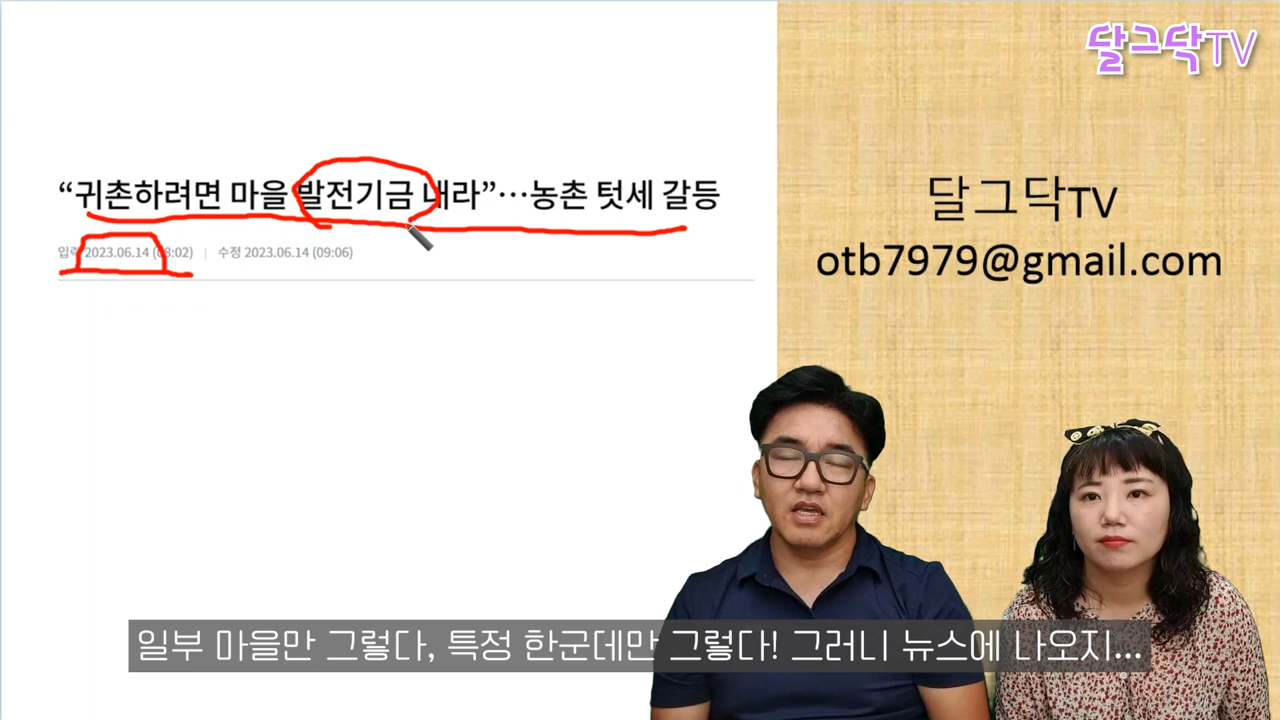 달그닥TV
“귀촌하려면 마을 발전기금 내라”…농촌 텃세 갈등
입력 2023.06.14 (08:02) | 수정 2023.06.14 (09:06)
달그닥TV
otb7979@gmail.com
일부 마을만 그렇다, 특정 한군데만 그렇다! 그러니 뉴스에 나오지...